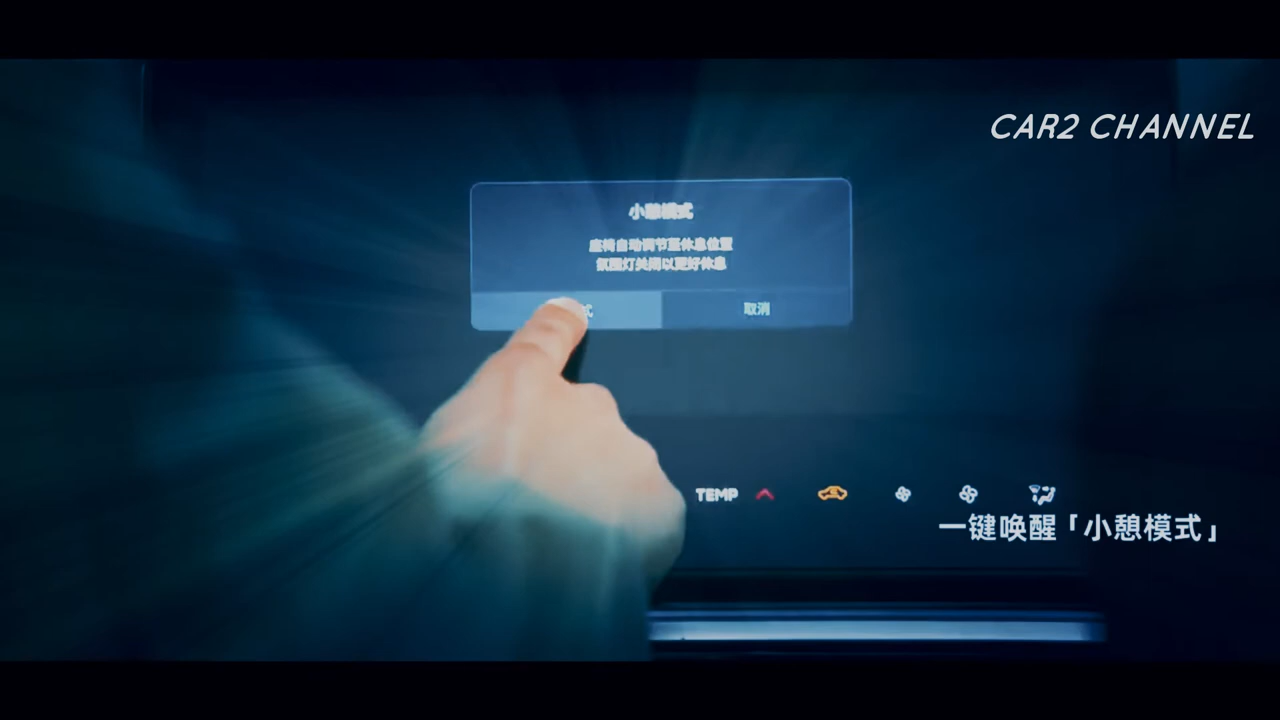 CAR2 CHANNEL
小憩模式
座椅自动调节至休息位置
氛围灯关闭以更好休息
式
取消
TEMP
一键唤醒「小憩模式」